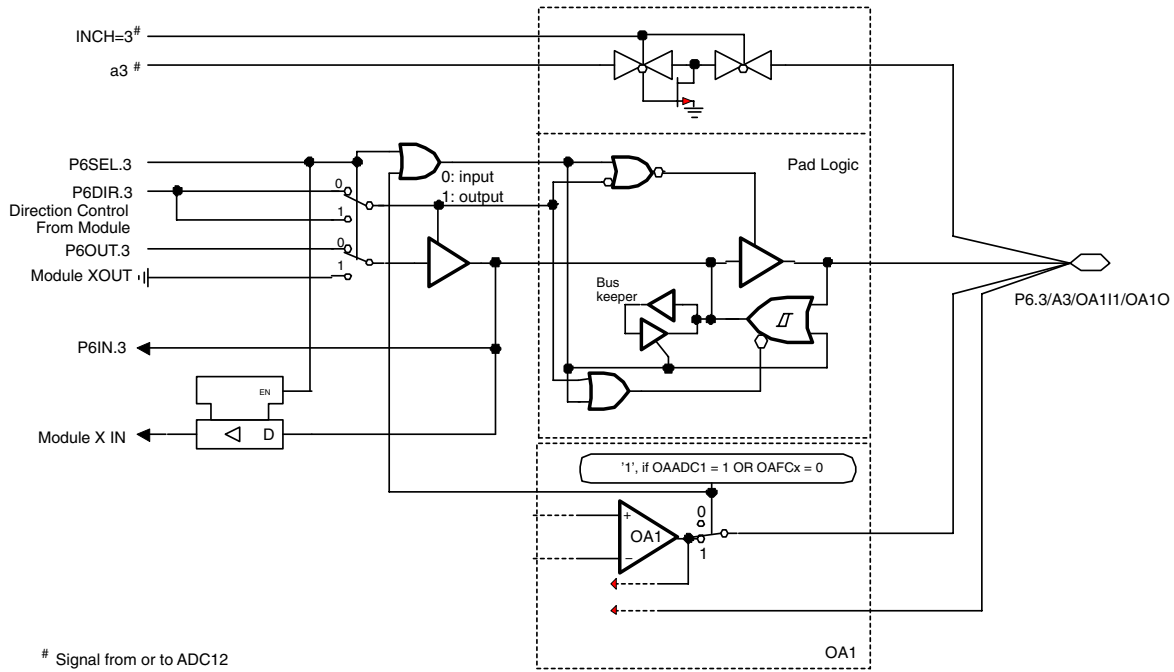 INCH=3#
a3 #
P6SEL.3
P6DIR.3
Direction Control
From Module
P6OUT.3
Module XOUT
P6IN.3
Module X IN
EN
D
0
1
0
1
0: input
1: output
Pad Logic
Bus
keeper
'1', if OAADC1 = 1 OR OAFCx = 0
+
OA1
−
0
1
OA1
P6.3/A3/OA1I1/OA1O
# Signal from or to ADC12